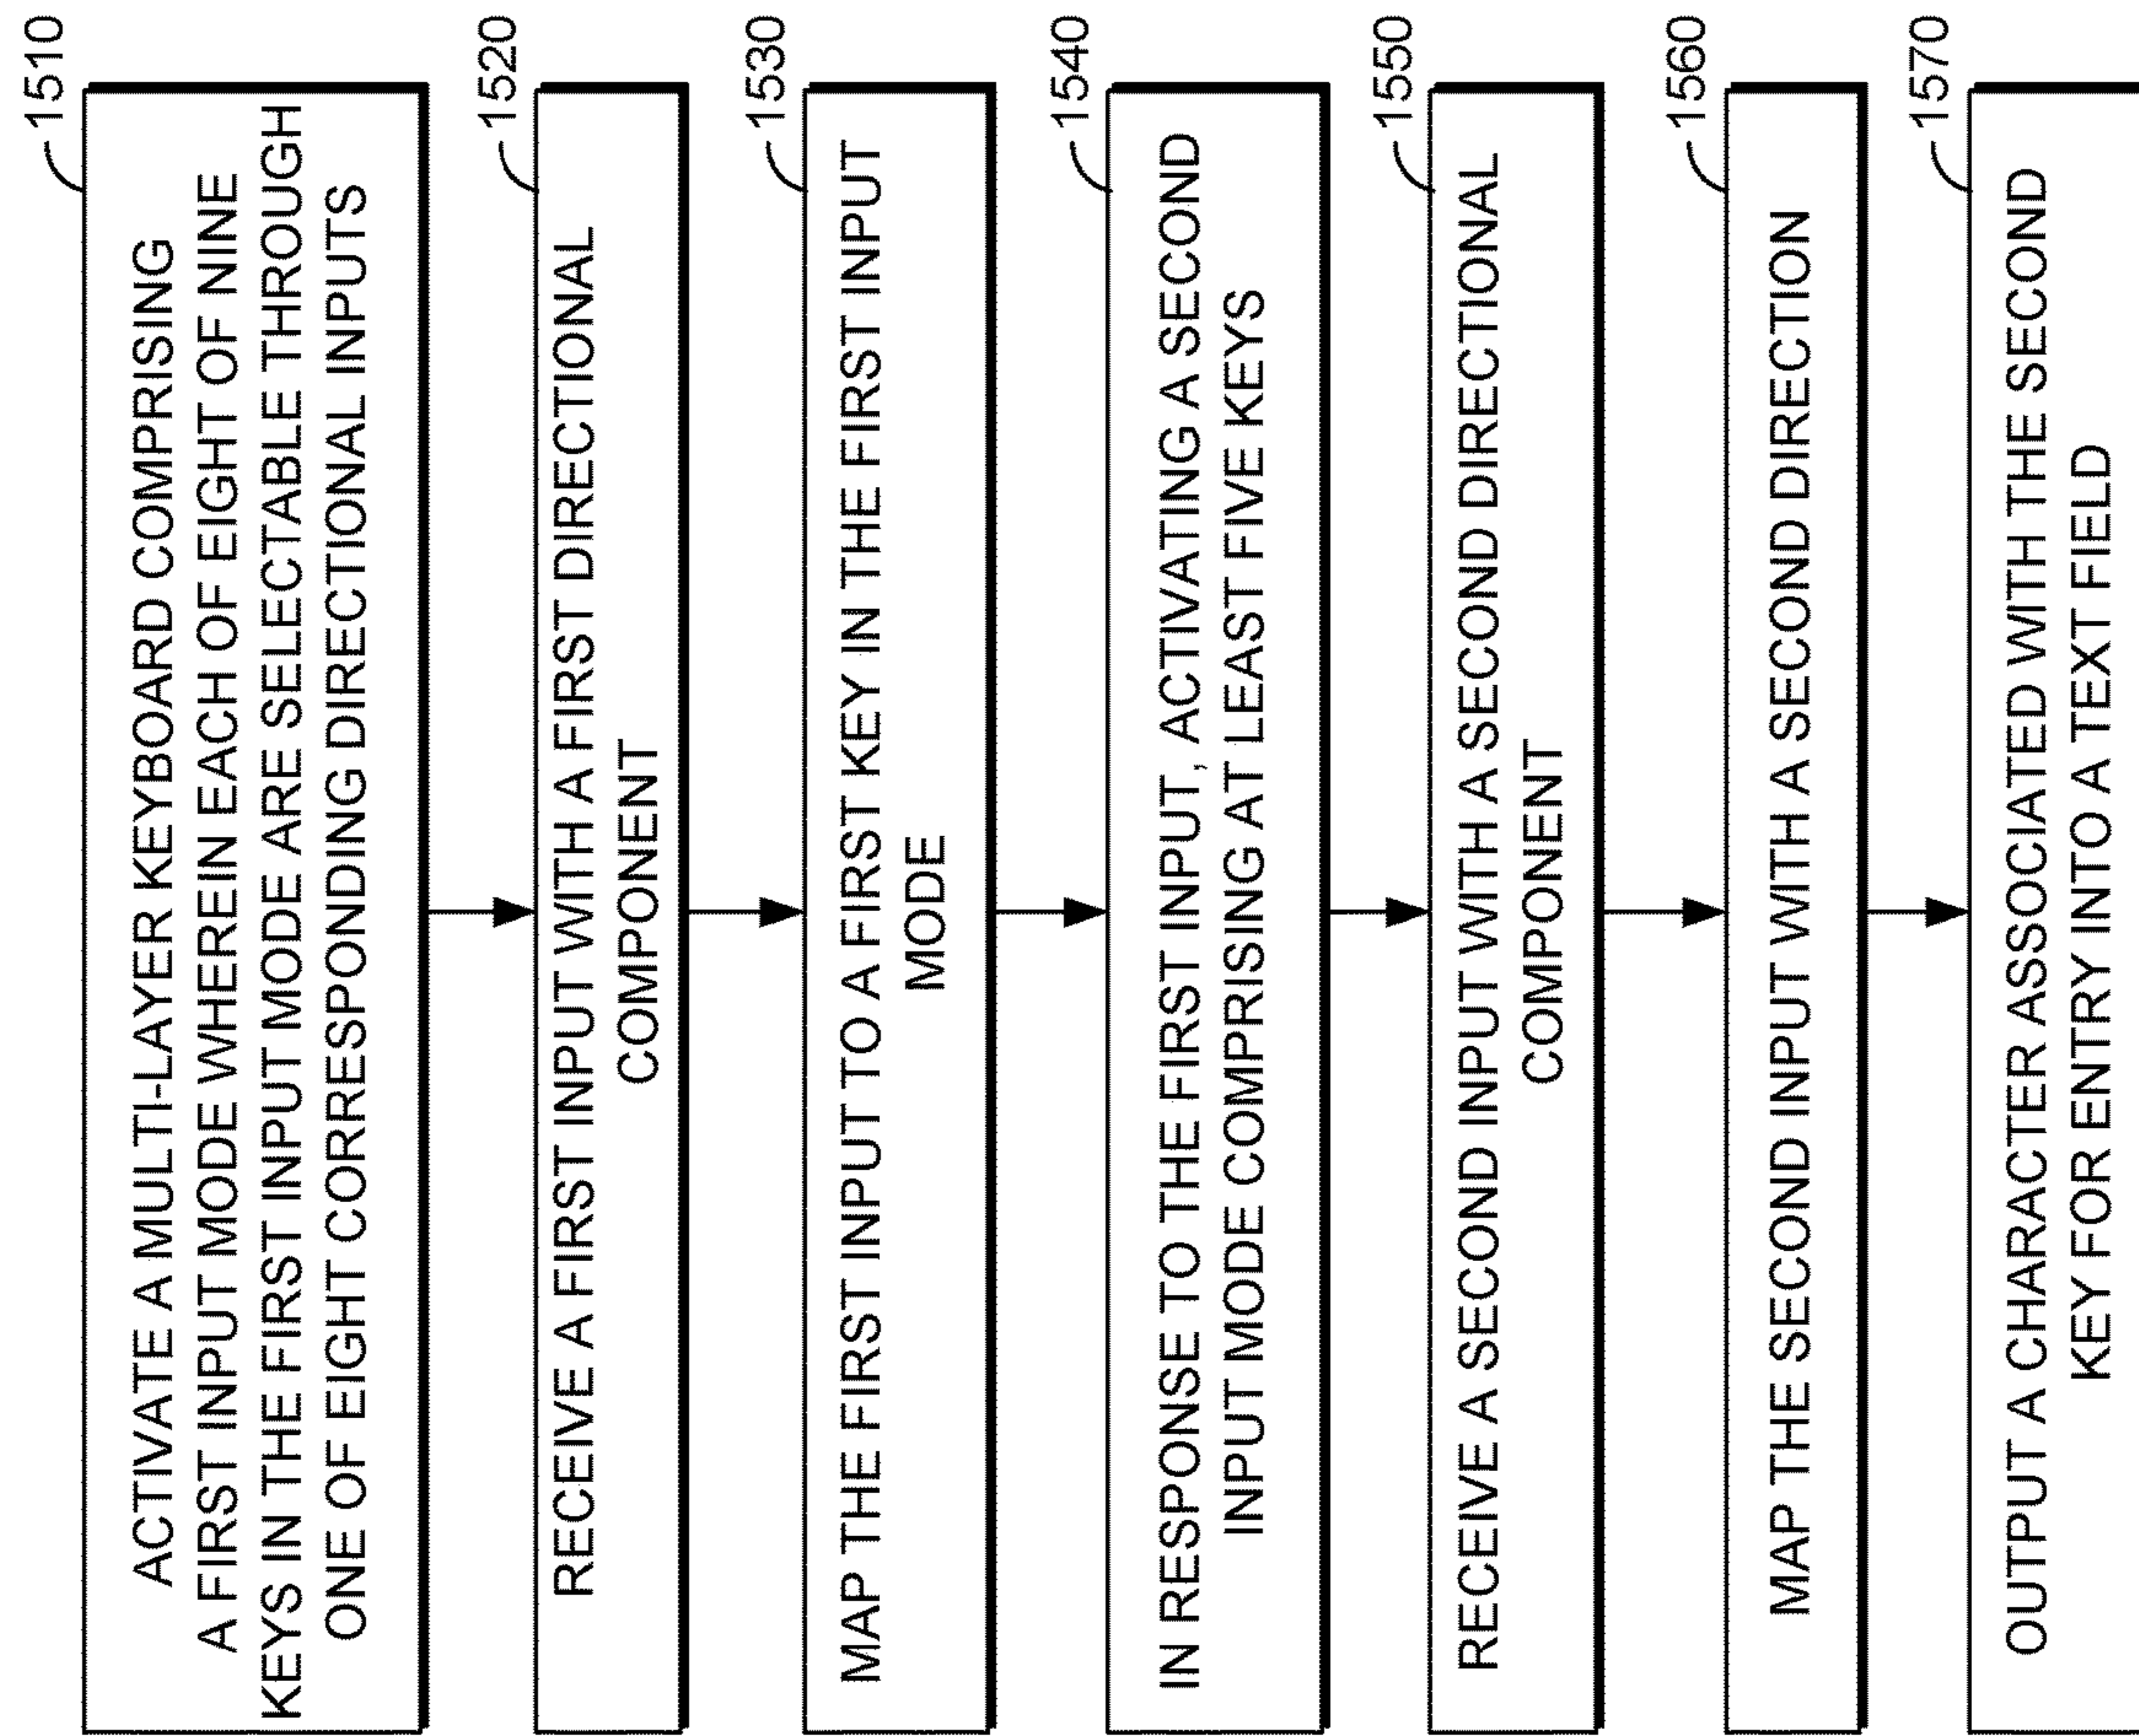 1510
ACTIVATE A MULTI-LAYER KEYBOARD COMPRISING
A FIRST INPUT MODE WHEREIN EACH OF EIGHT OF NINE
KEYS IN THE FIRST INPUT MODE ARE SELECTABLE THROUGH
ONE OF EIGHT CORRESPONDING DIRECTIONAL INPUTS
1520
RECEIVE A FIRST INPUT WITH A FIRST DIRECTIONAL
COMPONENT
1530
MAP THE FIRST INPUT TO A FIRST KEY IN THE FIRST INPUT
MODE
1540
IN RESPONSE TO THE FIRST INPUT, ACTIVATING A SECOND
INPUT MODE COMPRISING AT LEAST FIVE KEYS
1550
RECEIVE A SECOND INPUT WITH A SECOND DIRECTIONAL
COMPONENT
1560
MAP THE SECOND INPUT WITH A SECOND DIRECTION
1570
OUTPUT A CHARACTER ASSOCIATED WITH THE SECOND
KEY FOR ENTRY INTO A TEXT FIELD